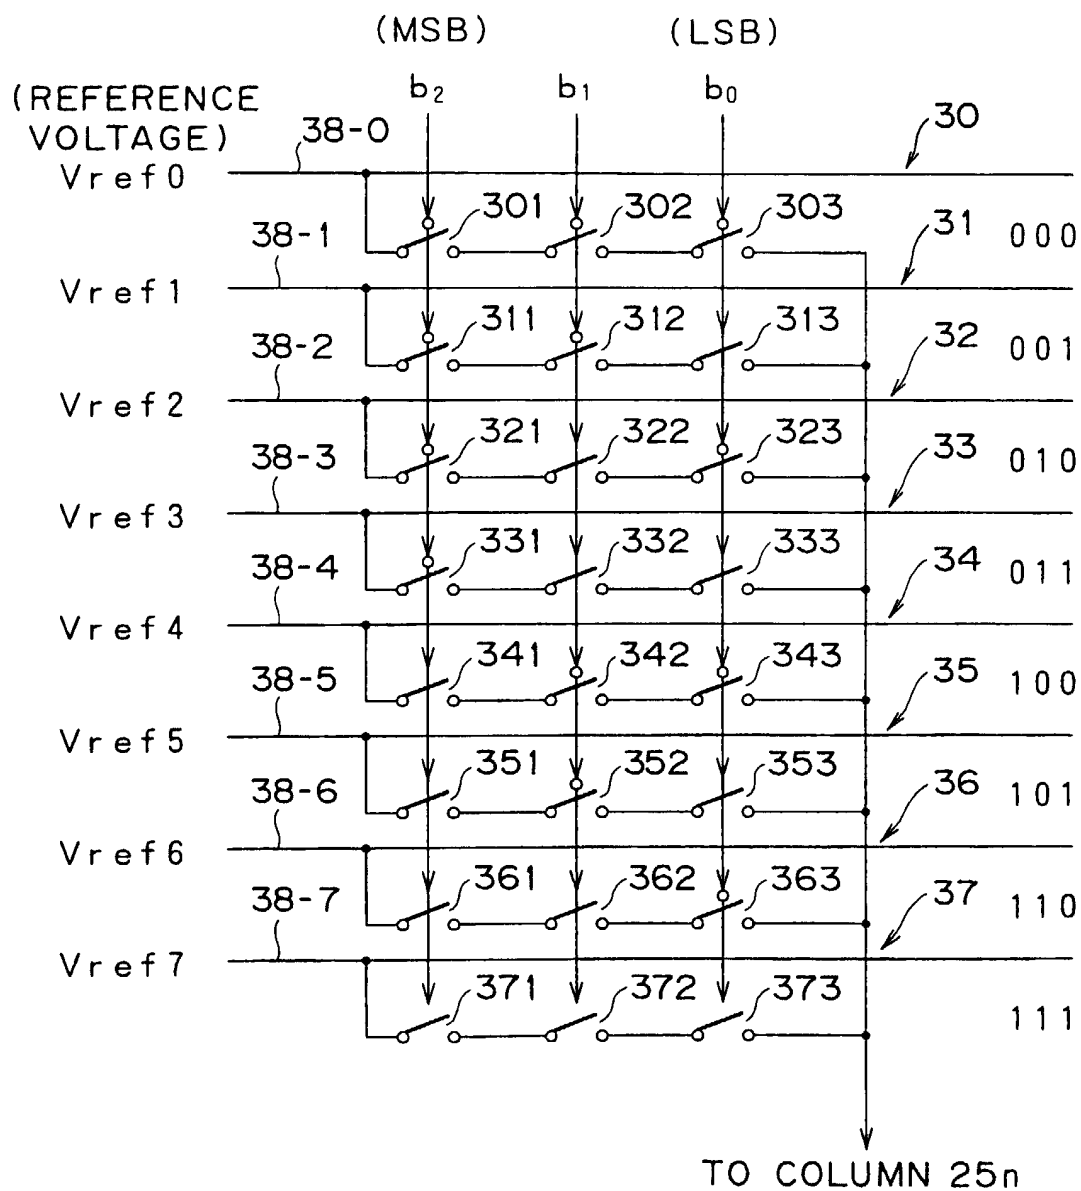 (MSB) (LSB)
b2 b1 b0
(REFERENCE
VOLTAGE)
38-0 30
Vref0
301 302 303
38-1 31 000
Vref1
311 312 313
38-2 32 001
Vref2
321 322 323
38-3 33 010
Vref3
331 332 333
38-4 34 011
Vref4
341 342 343
38-5 35 100
Vref5
351 352 353
38-6 36 101
Vref6
361 362 363
38-7 37 110
Vref7
371 372 373
111
TO COLUMN 25n